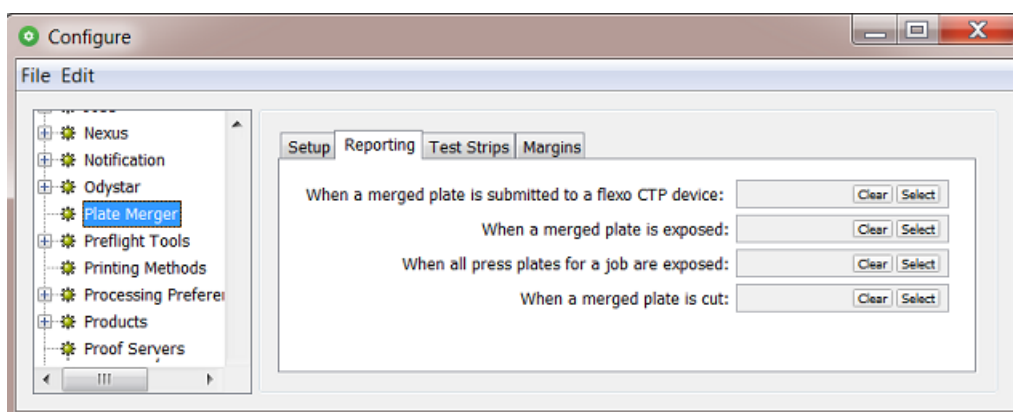 Configure
File Edit
Nexus
Notification
Odystar
Plate Merger
Preflight Tools
Printing Methods
Processing Prefere
Products
Proof Servers
Setup Reporting Test Strips Margins
When a merged plate is submitted to a flexo CTP device: Clear Select
When a merged plate is exposed: Clear Select
When all press plates for a job are exposed: Clear Select
When a merged plate is cut: Clear Select